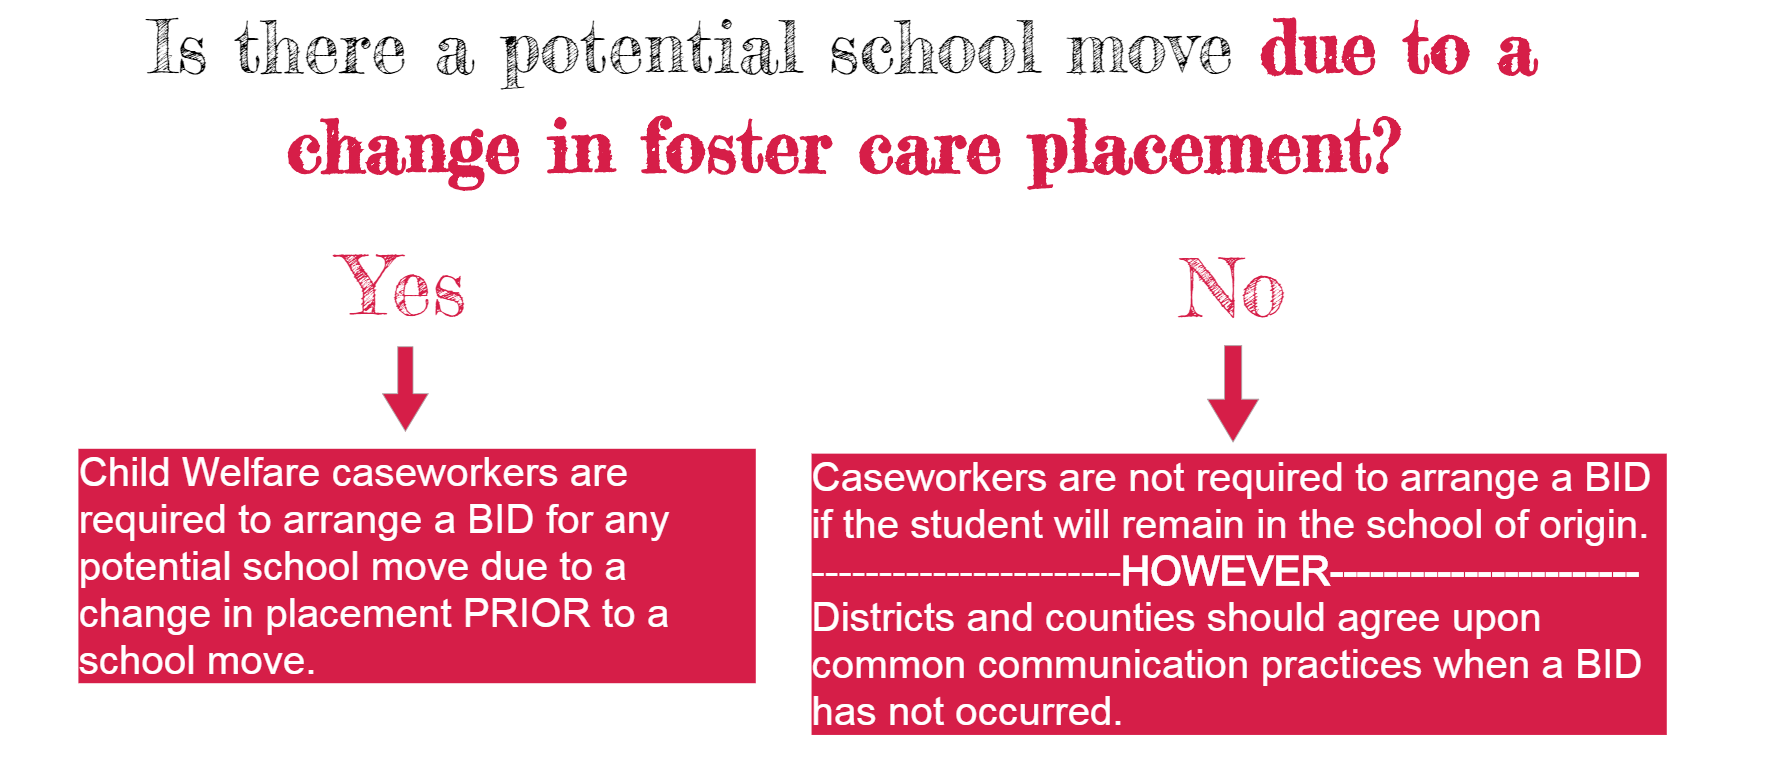 Is there a potential school move due to a
change in foster care placement?
Yes
No
Child Welfare caseworkers are
required to arrange a BID for any
potential school move due to a
change in placement PRIOR to a
school move.
Caseworkers are not required to arrange a BID
if the student will remain in the school of origin.
-----------------------HOWEVER-----------------------
Districts and counties should agree upon
common communication practices when a BID
has not occurred.